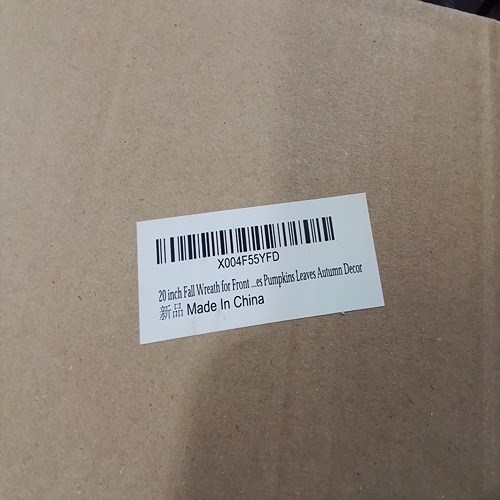 X004F55YFD
20 inch Fall Wreath for Front ...es Pumpkins Leaves Autumn Decor
新品 Made In China